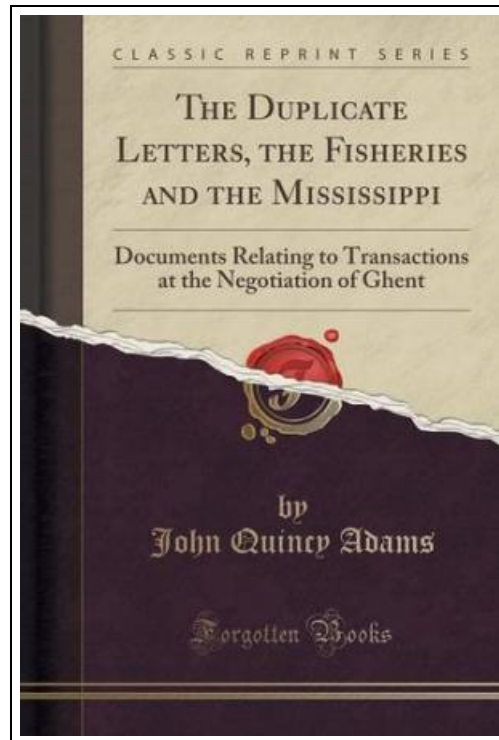 CLASSIC REPRINT SERIES
THE DUPLICATE
LETTERS, THE FISHERIES
AND THE MISSISSIPPI
Documents Relating to Transactions
at the Negotiation of Ghent
by
John Quincy Adams
Forgotten Books